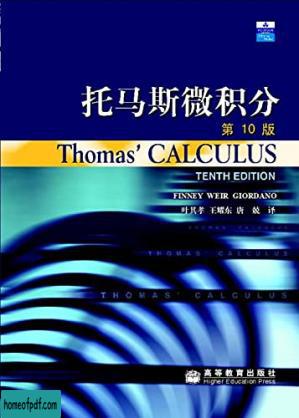 托马斯微积分
第 10 版
Thomas' CALCULUS
TENTH EDITION
FINNEY WEIR GIORDANO
叶其孝 王耀东 唐 兢 译
THOMAS' CALCULUS
THOMAS' CALCULUS
高等教育出版社
Higher Education Press
homeofpdf.com